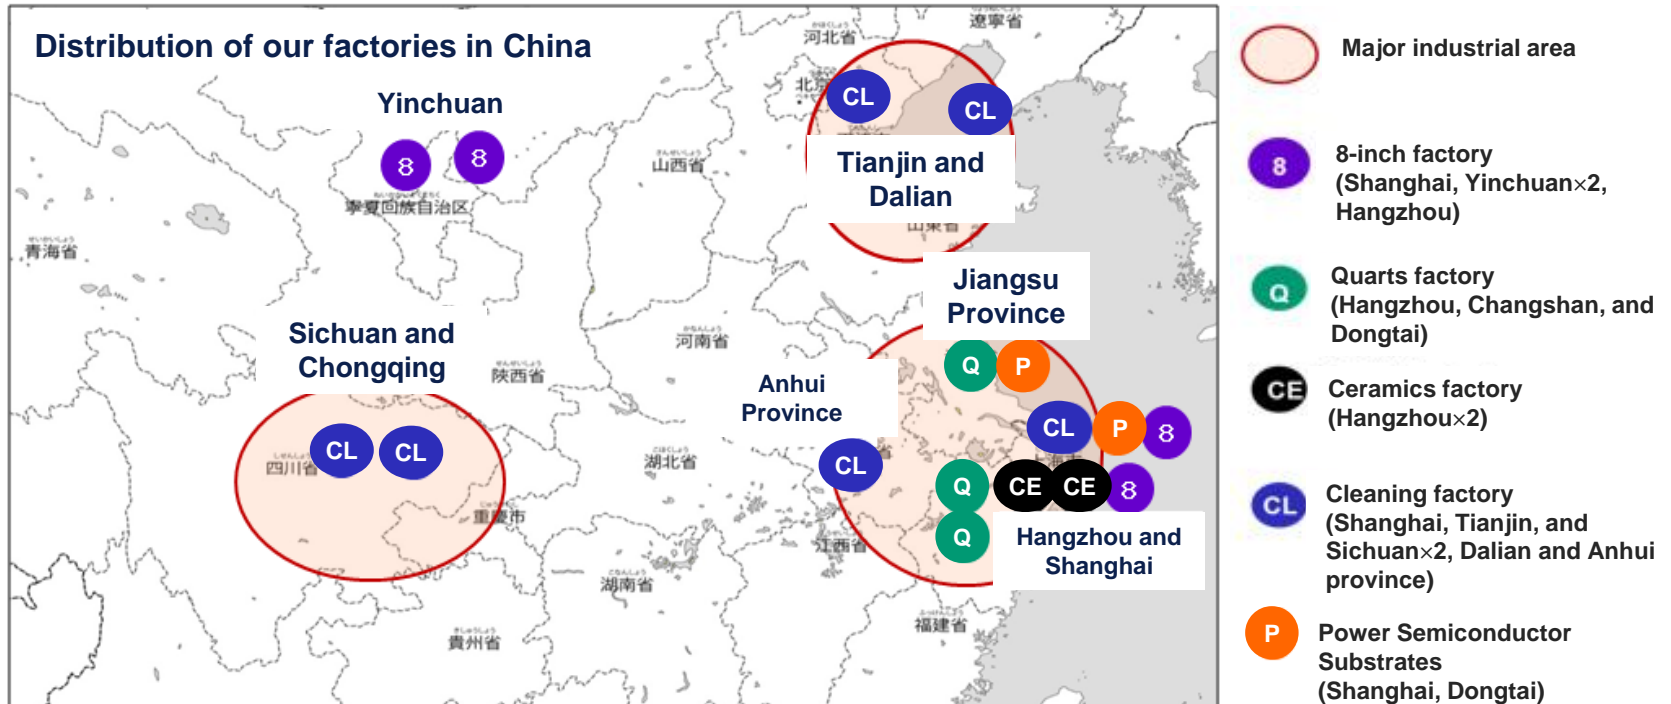 Distribution of our factories in China
Yinchuan
8
8
寧夏回族自治区
青海省
山西省
河北省
遼寧省
CL
CL
Tianjin and
Dalian
山東省
Jiangsu
Province
Sichuan and
Chongqing
陝西省
河南省
Q
P
Anhui
Province
CL
CL
CL
P
8
四川省
湖北省
CL
Q
CE
CE
8
Q
重慶市
江西省
Hangzhou and
Shanghai
湖南省
福建省
貴州省
Major industrial area
8
8-inch factory
(Shanghai, Yinchuan×2,
Hangzhou)
Q
Quarts factory
(Hangzhou, Changshan, and
Dongtai)
CE
Ceramics factory
(Hangzhou×2)
CL
Cleaning factory
(Shanghai, Tianjin, and
Sichuan×2, Dalian and Anhui
province)
P
Power Semiconductor
Substrates
(Shanghai, Dongtai)